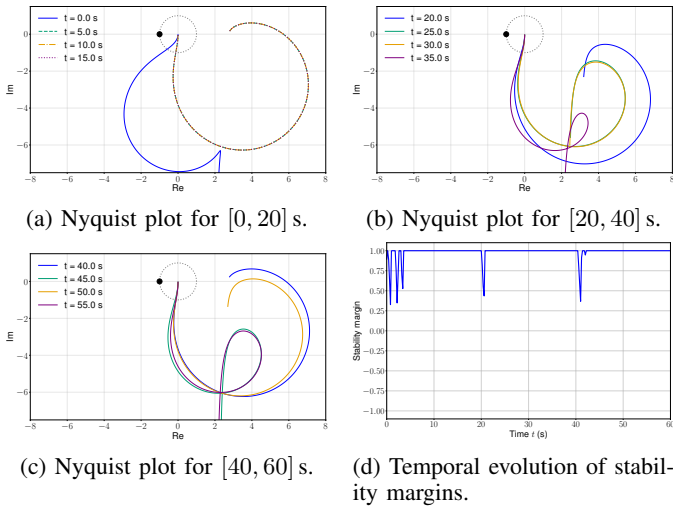 0
−2
−4
−6
Im
−8
−6
−4
−2
0
2
4
6
8
Re
t = 0.0 s
t = 5.0 s
t = 10.0 s
t = 15.0 s
(a) Nyquist plot for [0, 20] s.
0
−2
−4
−6
Im
−8
−6
−4
−2
0
2
4
6
8
Re
t = 20.0 s
t = 25.0 s
t = 30.0 s
t = 35.0 s
(b) Nyquist plot for [20, 40] s.
0
−2
−4
−6
Im
−8
−6
−4
−2
0
2
4
6
8
Re
t = 40.0 s
t = 45.0 s
t = 50.0 s
t = 55.0 s
(c) Nyquist plot for [40, 60] s.
1.00
0.75
0.50
0.25
0.00
−0.25
−0.50
−0.75
−1.00
Stability margin
0
10
20
30
40
50
60
Time t (s)
(d) Temporal evolution of stabil-
ity margins.